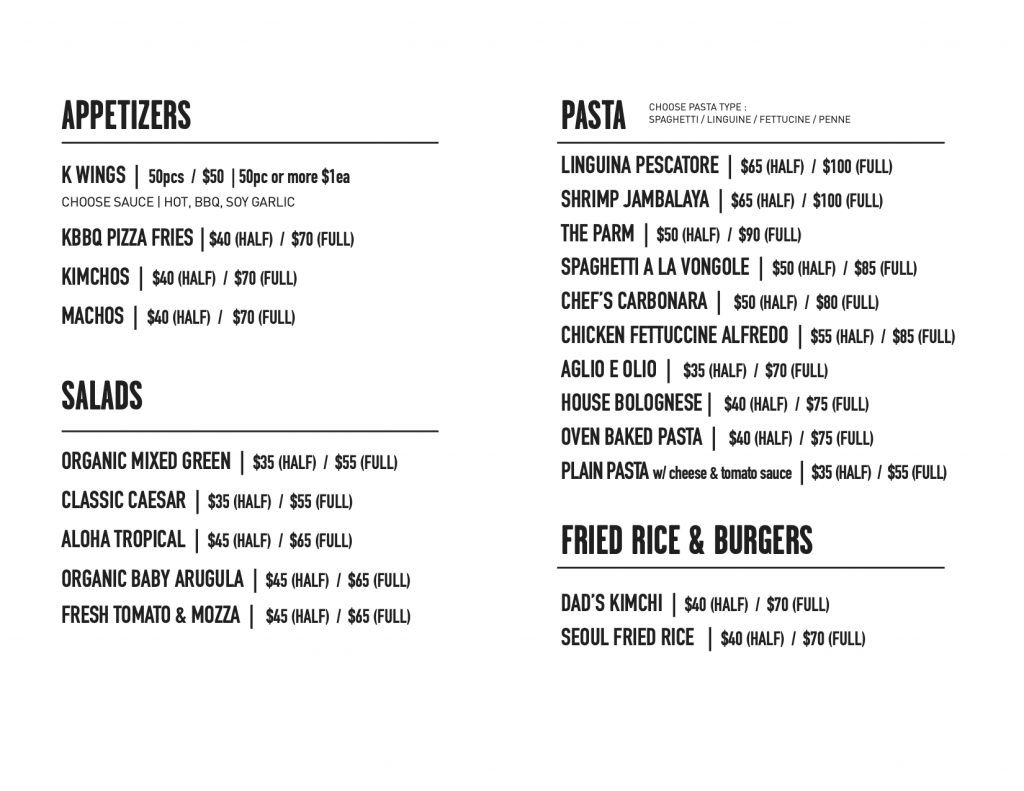 APPETIZERS
K WINGS | 50pcs / $50 | 50pc or more $1ea
CHOOSE SAUCE | HOT, BBQ, SOY GARLIC
KBBQ PIZZA FRIES | $40 (HALF) / $70 (FULL)
KIMCHOS | $40 (HALF) / $70 (FULL)
MACHOS | $40 (HALF) / $70 (FULL)
SALADS
ORGANIC MIXED GREEN | $35 (HALF) / $55 (FULL)
CLASSIC CAESAR | $35 (HALF) / $55 (FULL)
ALOHA TROPICAL | $45 (HALF) / $65 (FULL)
ORGANIC BABY ARUGULA | $45 (HALF) / $65 (FULL)
FRESH TOMATO & MOZZA | $45 (HALF) / $65 (FULL)
PASTA
CHOOSE PASTA TYPE :
SPAGHETTI / LINGUINE / FETTUCINE / PENNE
LINGUINA PESCATORE | $65 (HALF) / $100 (FULL)
SHRIMP JAMBALAYA | $65 (HALF) / $100 (FULL)
THE PARM | $50 (HALF) / $90 (FULL)
SPAGHETTI A LA VONGOLE | $50 (HALF) / $85 (FULL)
CHEF'S CARBONARA | $50 (HALF) / $80 (FULL)
CHICKEN FETTUCCINE ALFREDO | $55 (HALF) / $85 (FULL)
AGLIO E OLIO | $35 (HALF) / $70 (FULL)
HOUSE BOLOGNESE | $40 (HALF) / $75 (FULL)
OVEN BAKED PASTA | $40 (HALF) / $75 (FULL)
PLAIN PASTA w/ cheese & tomato sauce | $35 (HALF) / $55 (FULL)
FRIED RICE & BURGERS
DAD'S KIMCHI | $40 (HALF) / $70 (FULL)
SEOUL FRIED RICE | $40 (HALF) / $70 (FULL)